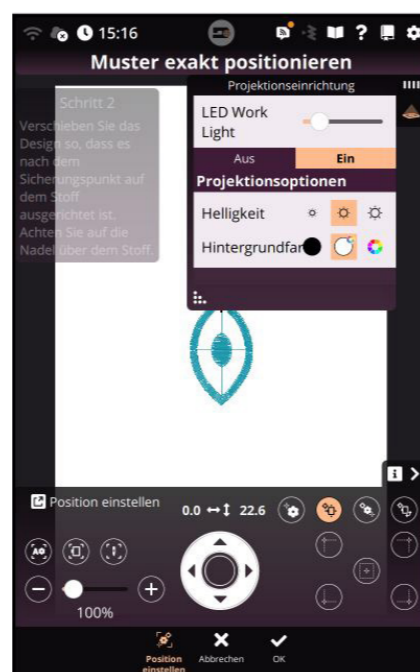 15:16
Muster exakt positionieren
Projektionseinrichtung
Schritt 2
Verschieben Sie das
Design so, dass es
nach dem
Sicherungspunkt auf
dem Stoff
ausgerichtet ist.
Achten Sie auf die
Nadel über dem Stoff.
LED Work
Light
Aus Ein
Projektionsoptionen
Helligkeit
Hintergrundfar
Position einstellen
0.0 ↔ ↕ 22.6
100%
Position
einstellen
Abbrechen
OK